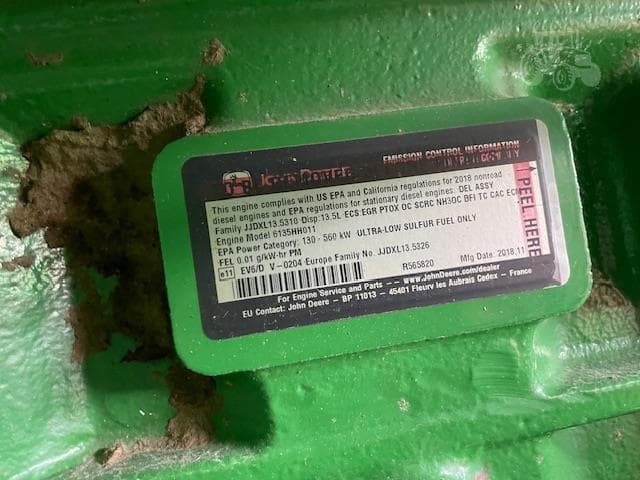 EMISSION CONTROL INFORMATION
This engine complies with US EPA and California regulations for 2018 nonroad
diesel engines and EPA regulations for stationary diesel engines: DEL ASSY
Family JJDXL13.5310 Disp:13.5L ECS:EGR PTOX OC SCRC NH3OC BFI TC CAC ECM
Engine Model 6135HH011
EPA Power Category: 130 - 560 kW ULTRA-LOW SULFUR FUEL ONLY
FEL 0.01 g/kW-hr PM
e11 EV6/D V-0204 Europe Family No. JJDXL13.5326
R565820 Mfg Date: 2018.11
For Engine Service and Parts -- www.JohnDeere.com/dealer
EU Contact: John Deere - BP 11013 - 45401 Fleury les Aubrais Cedex - France
PEEL HERE